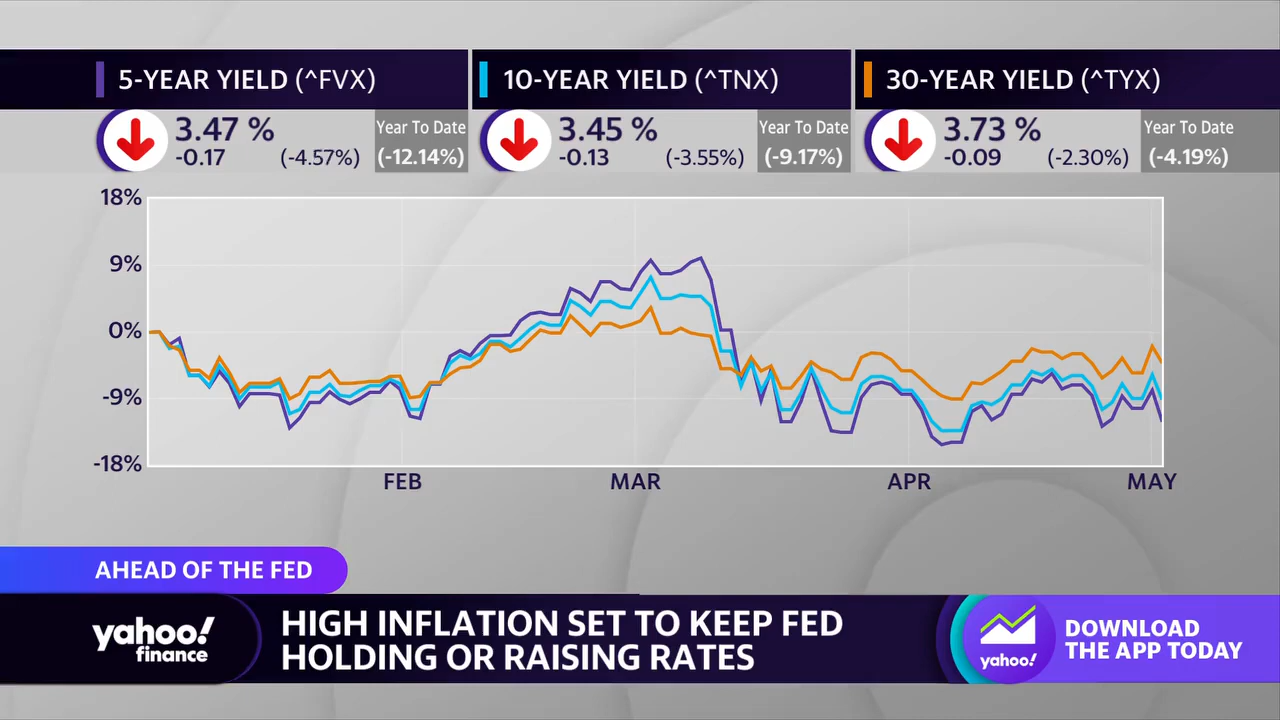 5-YEAR YIELD (^FVX)
3.47 %
-0.17 (-4.57%)
Year To Date
(-12.14%)
10-YEAR YIELD (^TNX)
3.45 %
-0.13 (-3.55%)
Year To Date
(-9.17%)
30-YEAR YIELD (^TYX)
3.73 %
-0.09 (-2.30%)
Year To Date
(-4.19%)
18%
9%
0%
-9%
-18%
FEB MAR APR MAY
AHEAD OF THE FED
yahoo!
finance
HIGH INFLATION SET TO KEEP FED
HOLDING OR RAISING RATES
yahoo!
DOWNLOAD
THE APP TODAY